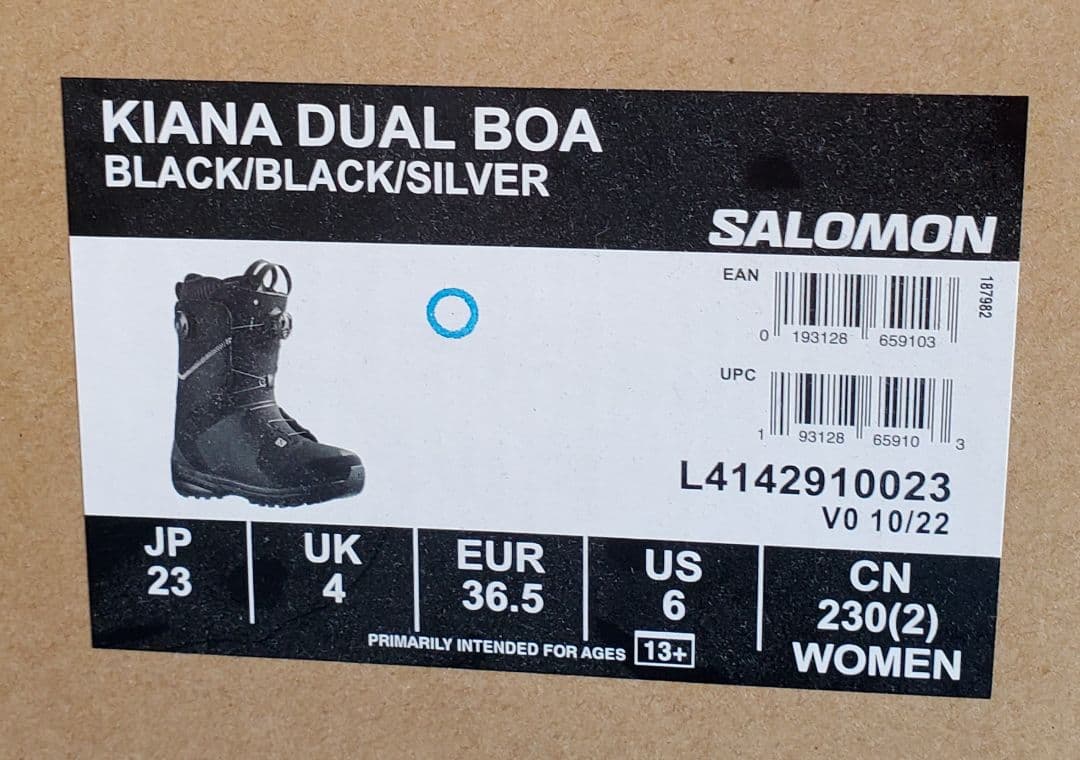 KIANA DUAL BOA
BLACK/BLACK/SILVER
SALOMON
EAN
0 193128 659103
187982
UPC
1 93128 65910 3
L4142910023
V0 10/22
JP
23
UK
4
EUR
36.5
US
6
CN
230(2)
WOMEN
PRIMARILY INTENDED FOR AGES 13+